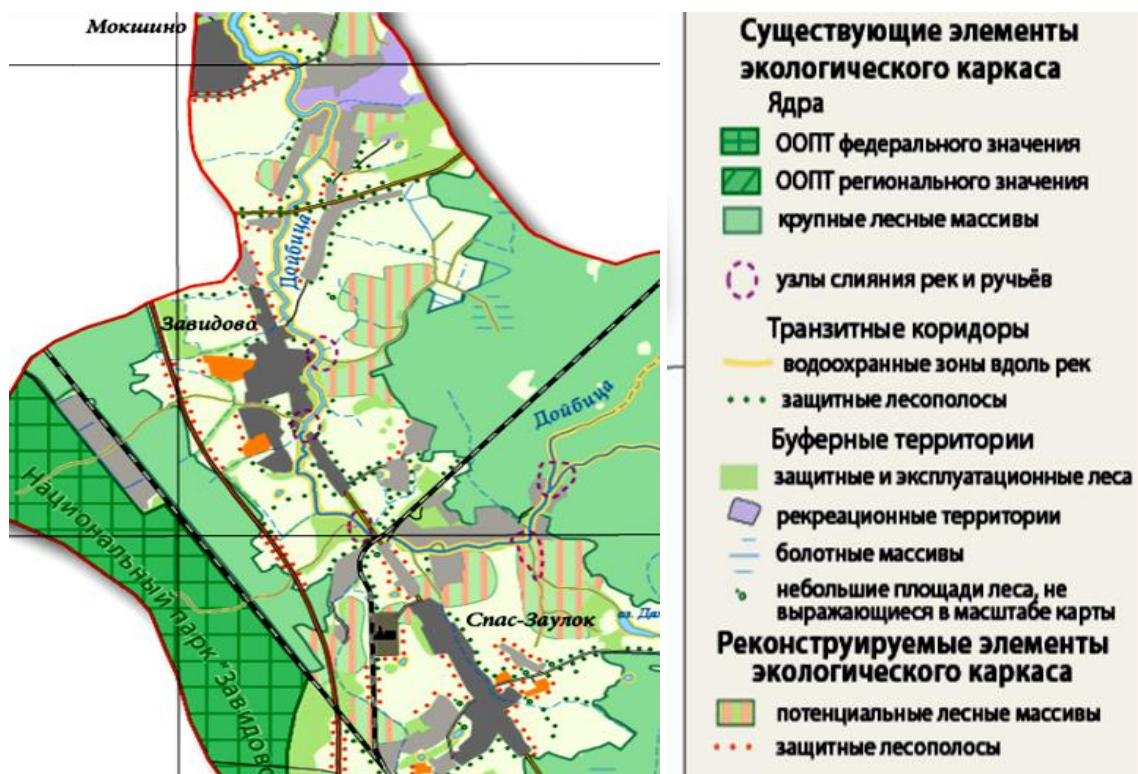 Мокшино
Дойбица
Завидово
Дойбица
Национальный парк "Завидово
Спас-Заулок
Существующие элементы
экологического каркаса
Ядра
ООПТ федерального значения
ООПТ регионального значения
крупные лесные массивы
узлы слияния рек и ручьёв
Транзитные коридоры
водоохранные зоны вдоль рек
защитные лесополосы
Буферные территории
защитные и эксплуатационные леса
рекреационные территории
болотные массивы
небольшие площади леса, не
выражающиеся в масштабе карты
Реконструируемые элементы
экологического каркаса
потенциальные лесные массивы
защитные лесополосы